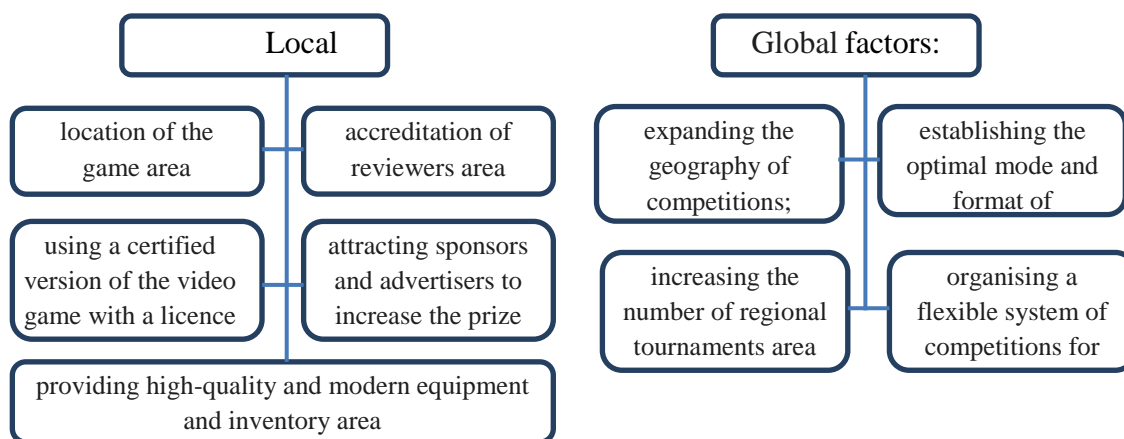 Local
location of the
game area
accreditation of
reviewers area
using a certified
version of the video
game with a licence
attracting sponsors
and advertisers to
increase the prize
providing high-quality and modern equipment
and inventory area
Global factors:
expanding the
geography of
competitions;
establishing the
optimal mode and
format of
increasing the
number of regional
tournaments area
organising a
flexible system of
competitions for